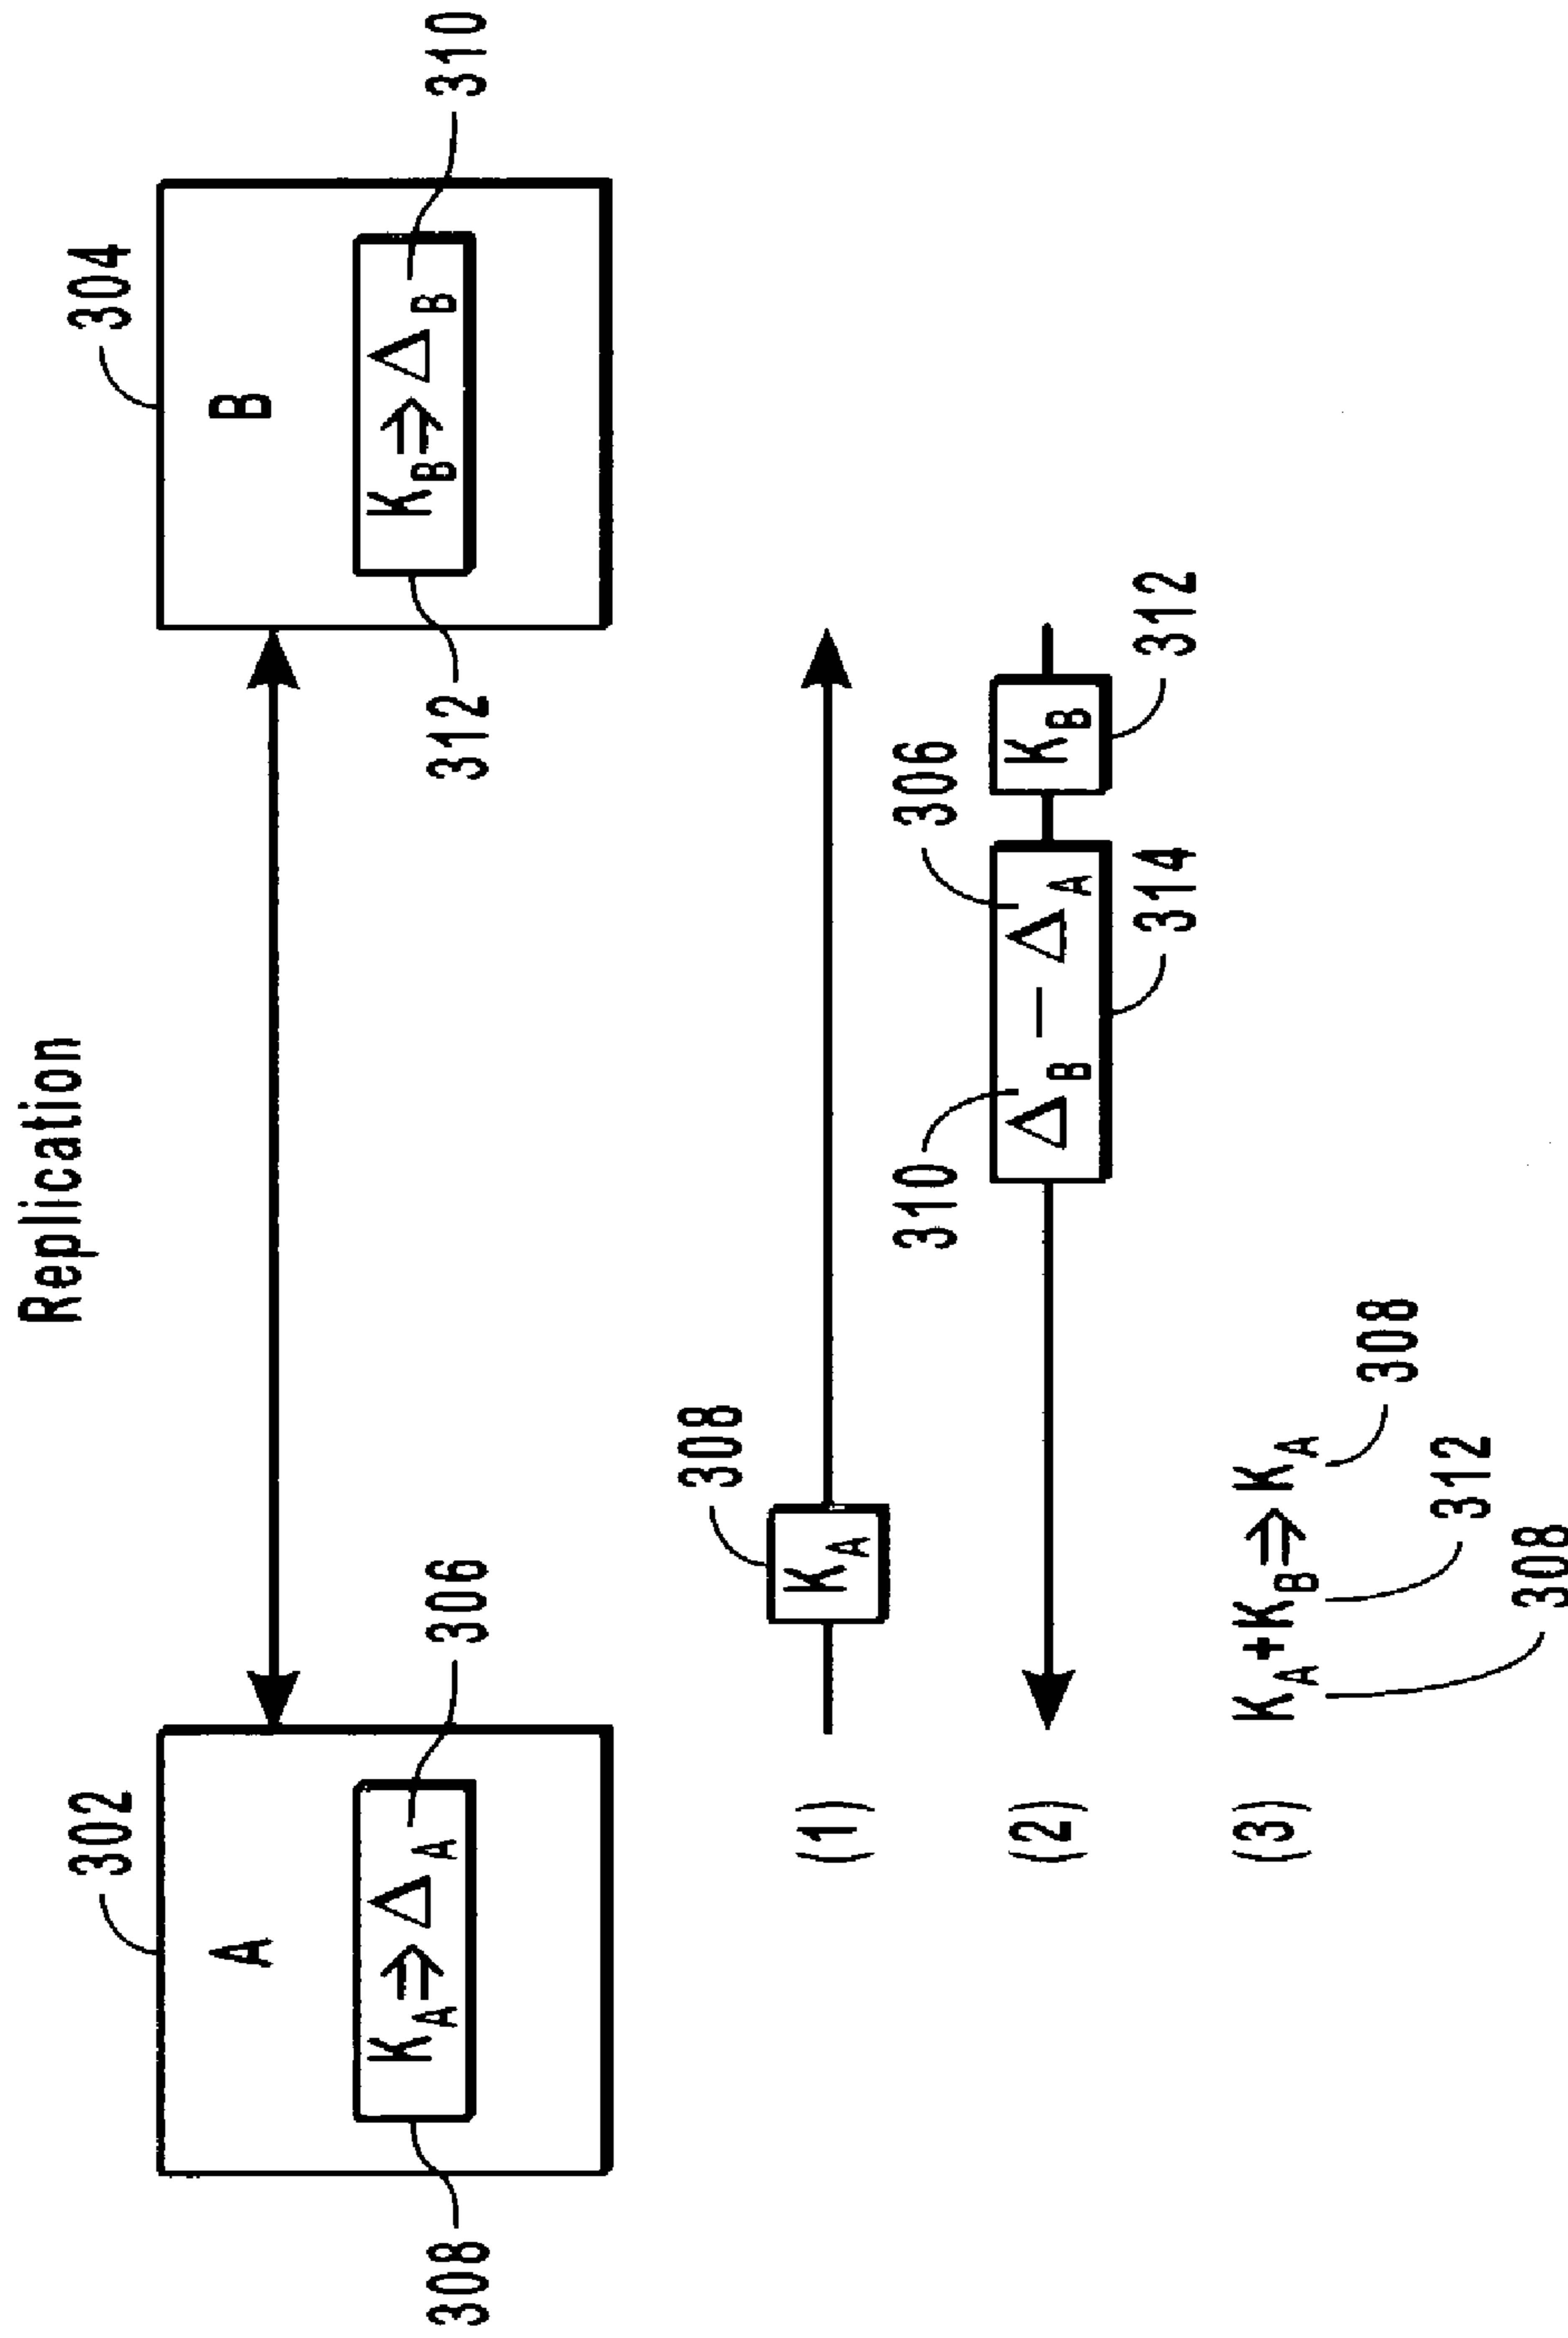 Replication
302
304
A
B
K_A ⇒ Δ_A
K_B ⇒ Δ_B
308
306
312
310
308
(1)
K_A
310
306
(2)
Δ_B — Δ_A
K_B
314
312
(3)
K_A + K_B ⇒ K_A
308
312
308